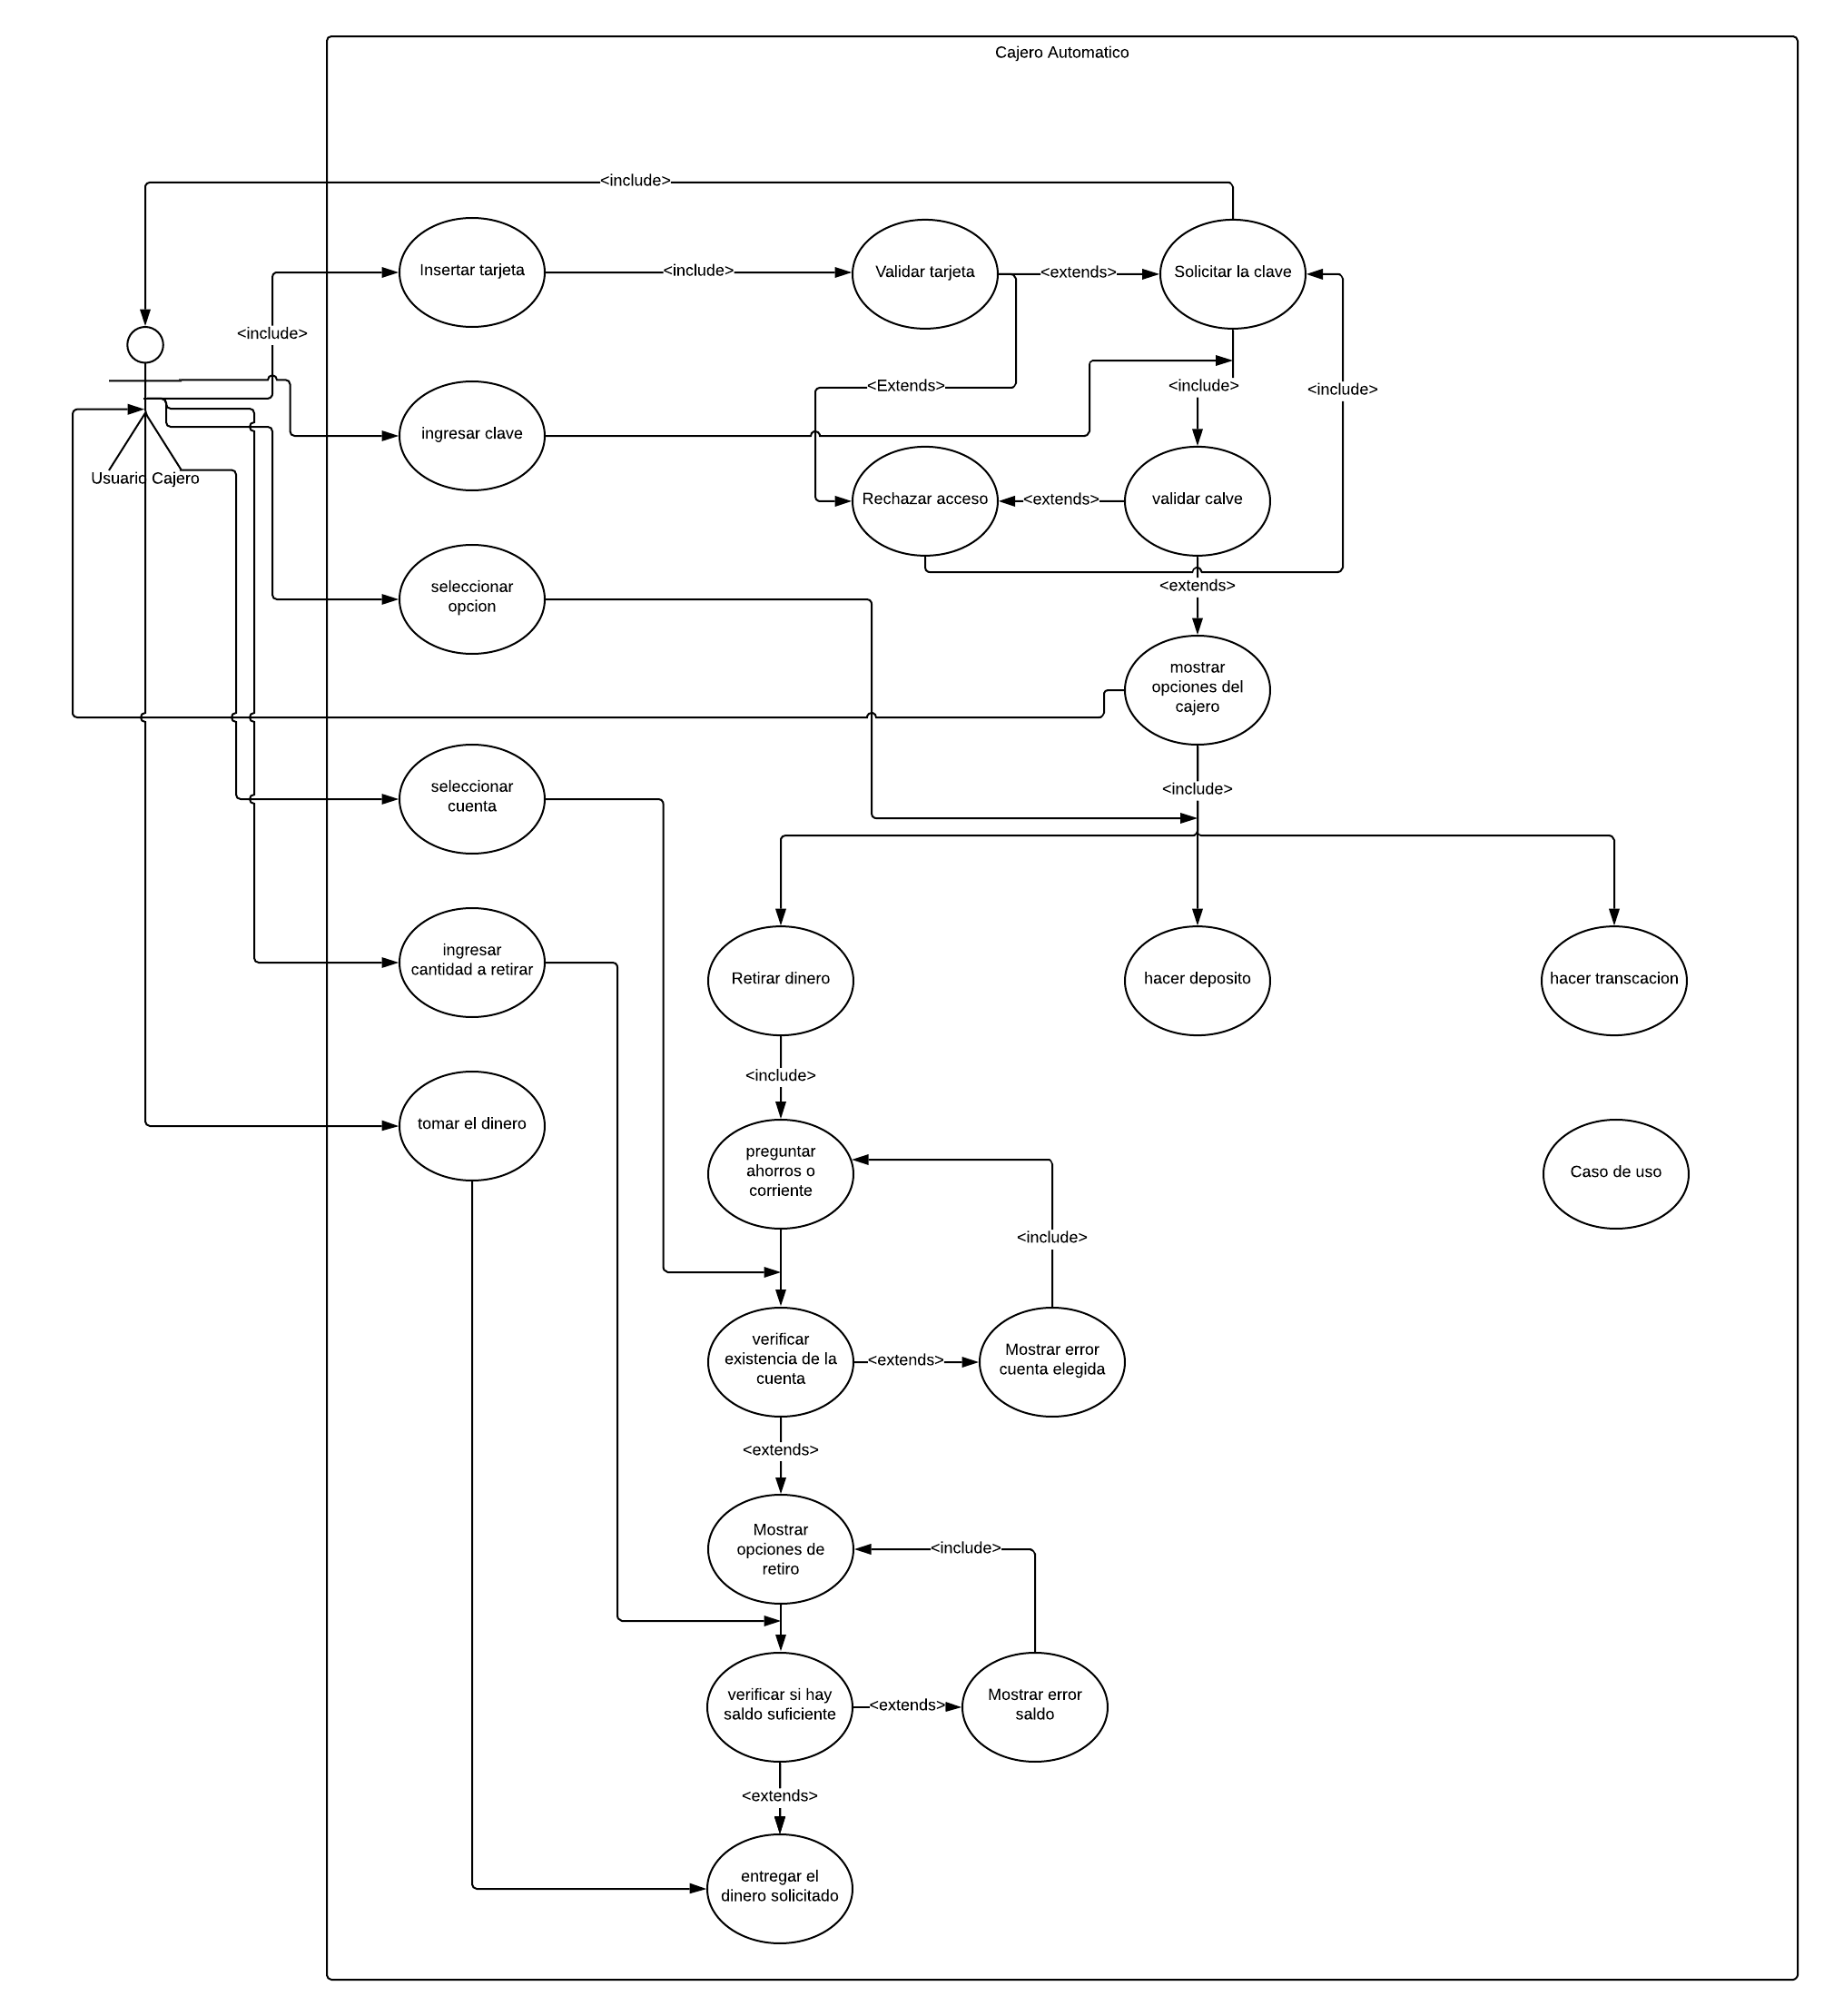 Cajero Automatico
<include>
Insertar tarjeta
<include>
Validar tarjeta
<extends>
Solicitar la clave
<include>
<Extends>
<include>
<include>
ingresar clave
Usuario Cajero
Rechazar acceso
<extends>
validar calve
<extends>
seleccionar
opcion
mostrar
opciones del
cajero
seleccionar
cuenta
<include>
ingresar
cantidad a retirar
Retirar dinero
hacer deposito
hacer transcacion
<include>
tomar el dinero
preguntar
ahorros o
corriente
Caso de uso
<include>
verificar
existencia de la
cuenta
<extends>
Mostrar error
cuenta elegida
<extends>
Mostrar
opciones de
retiro
<include>
verificar si hay
saldo suficiente
<extends>
Mostrar error
saldo
<extends>
entregar el
dinero solicitado